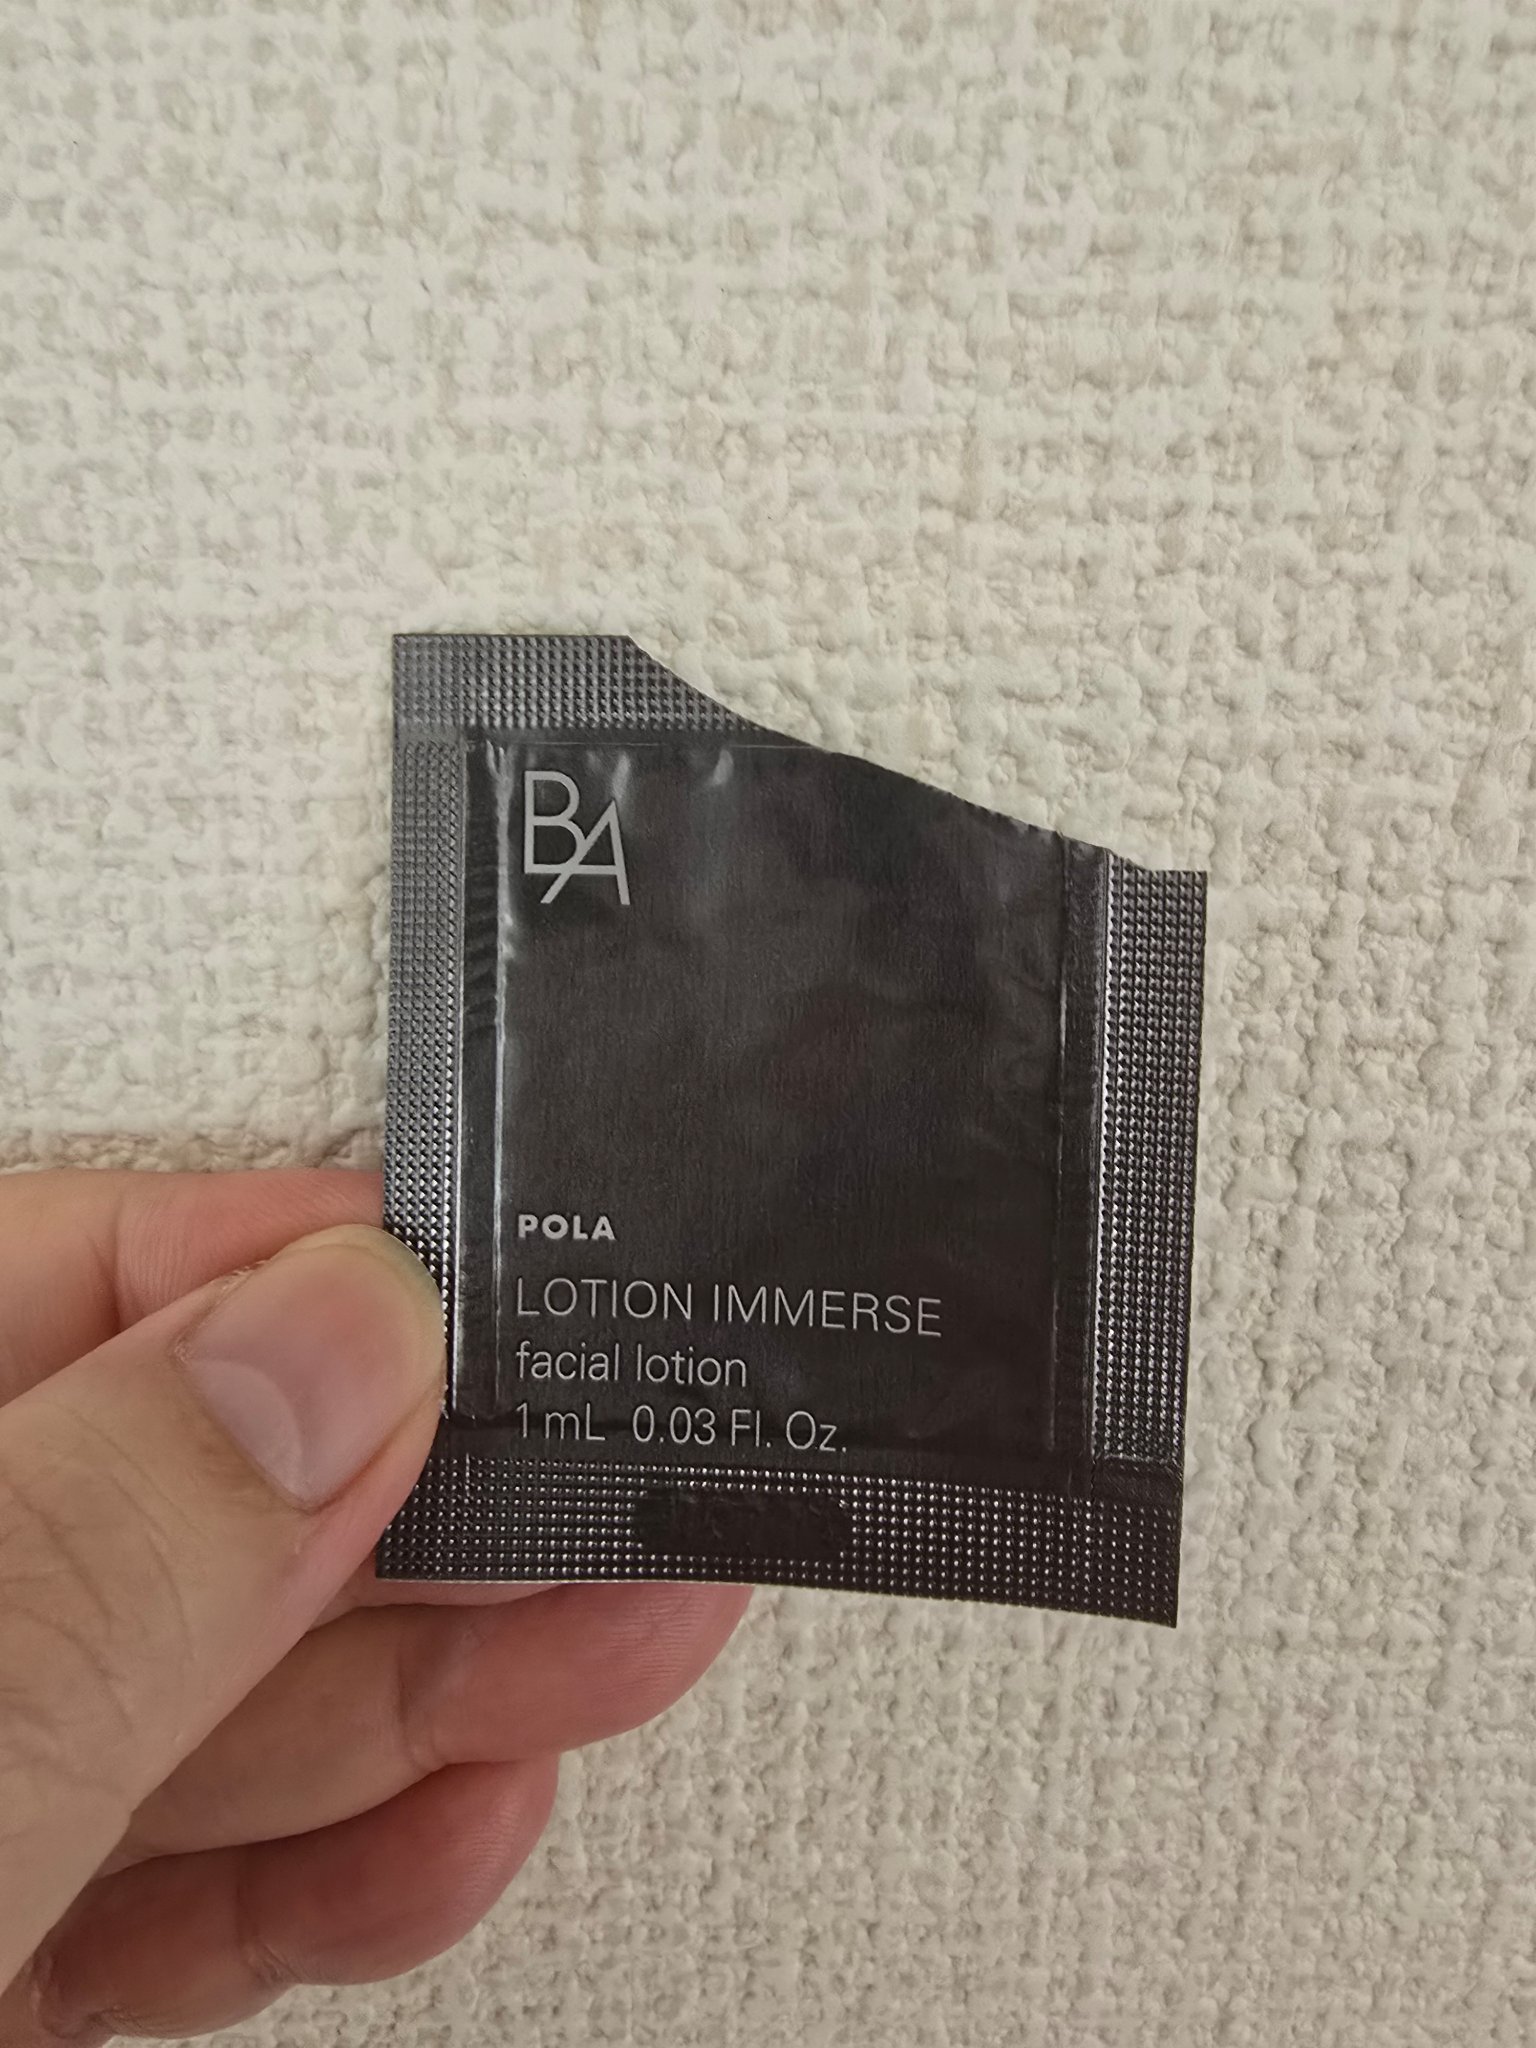 BA
POLA
LOTION IMMERSE
facial lotion
1 mL 0.03 Fl. Oz.